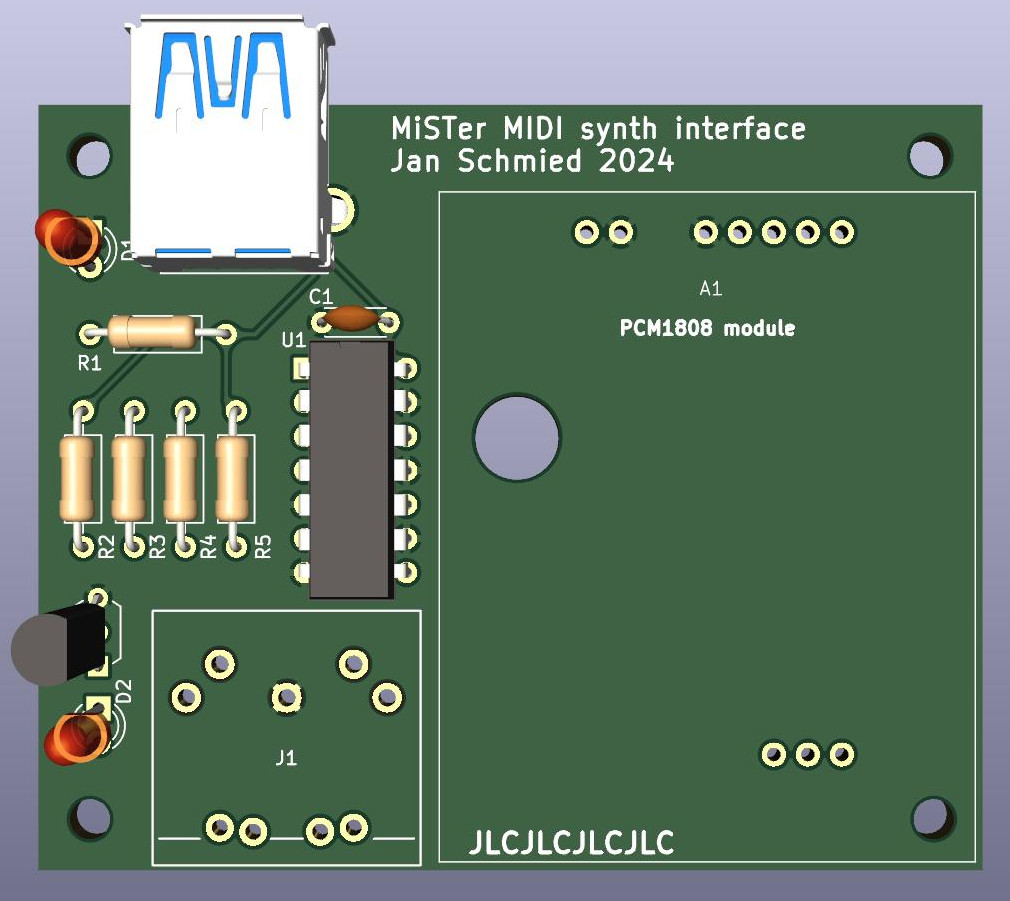 MiSTer MIDI synth interface
Jan Schmied 2024
D1
C1
U1
R1
A1
PCM1808 module
R2
R3
R4
R5
D2
J1
JLCJLCJLCJLC